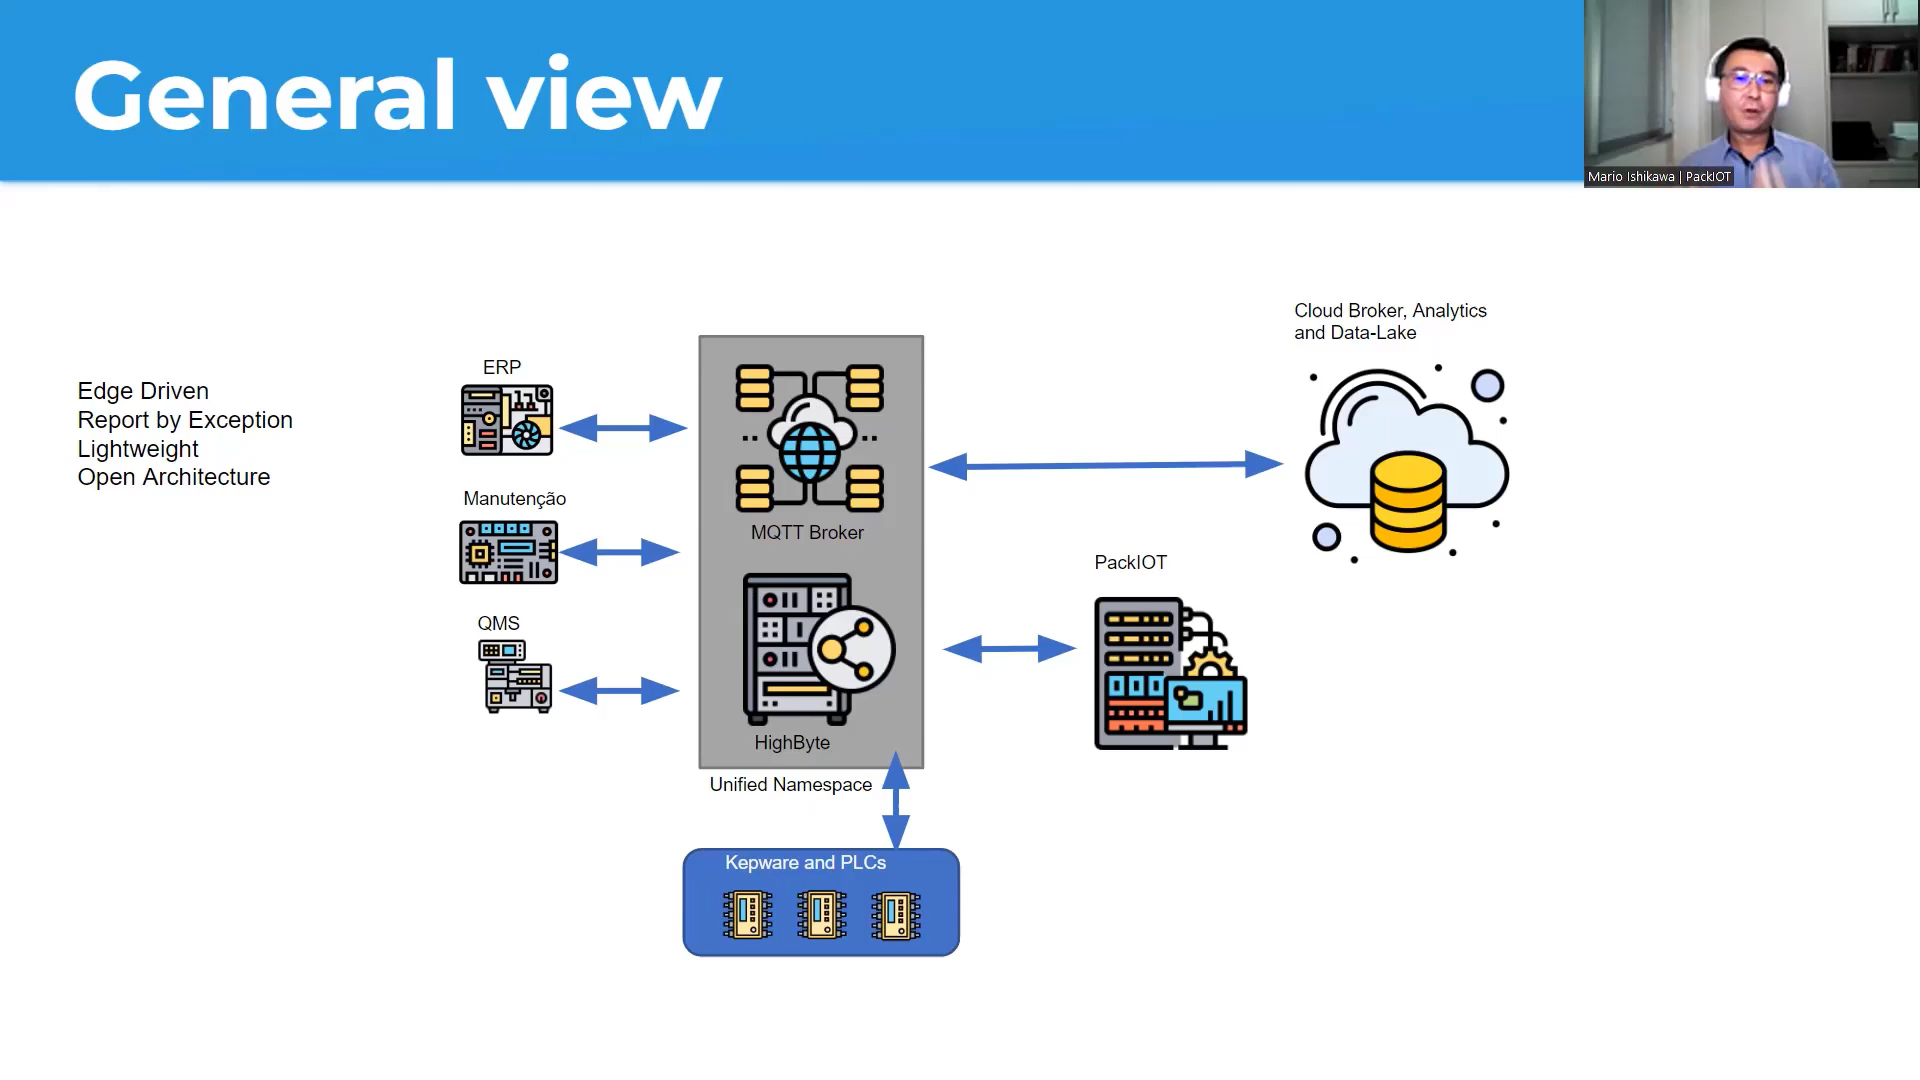 General view
Mario Ishikawa | PackIOT
Edge Driven
Report by Exception
Lightweight
Open Architecture
ERP
Manutenção
QMS
MQTT Broker
HighByte
Unified Namespace
Kepware and PLCs
PackIOT
Cloud Broker, Analytics
and Data-Lake